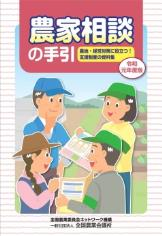 農家相談
の手引
農地・経営対策に役立つ！
支援制度の便利集
令和
元年度版
全国農業委員会ネットワーク機構
一般社団法人 全国農業会議所